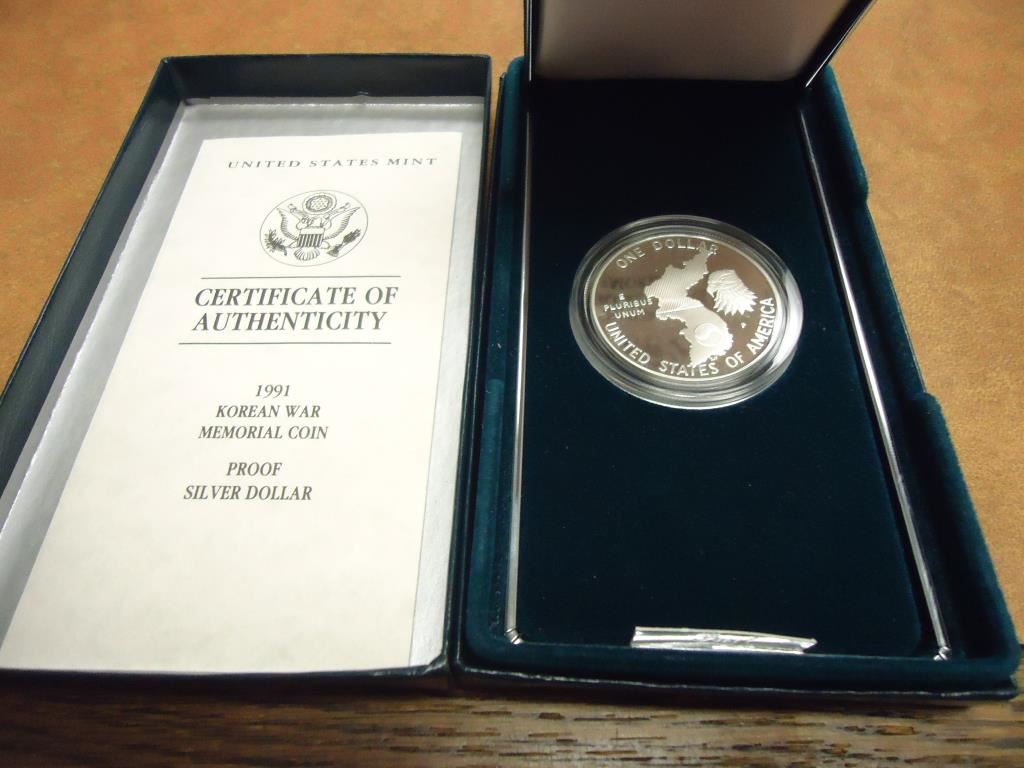 UNITED STATES MINT
CERTIFICATE OF
AUTHENTICITY
1991
KOREAN WAR
MEMORIAL COIN
PROOF
SILVER DOLLAR
ONE DOLLAR
E
PLURIBUS
UNUM
P
UNITED STATES OF AMERICA